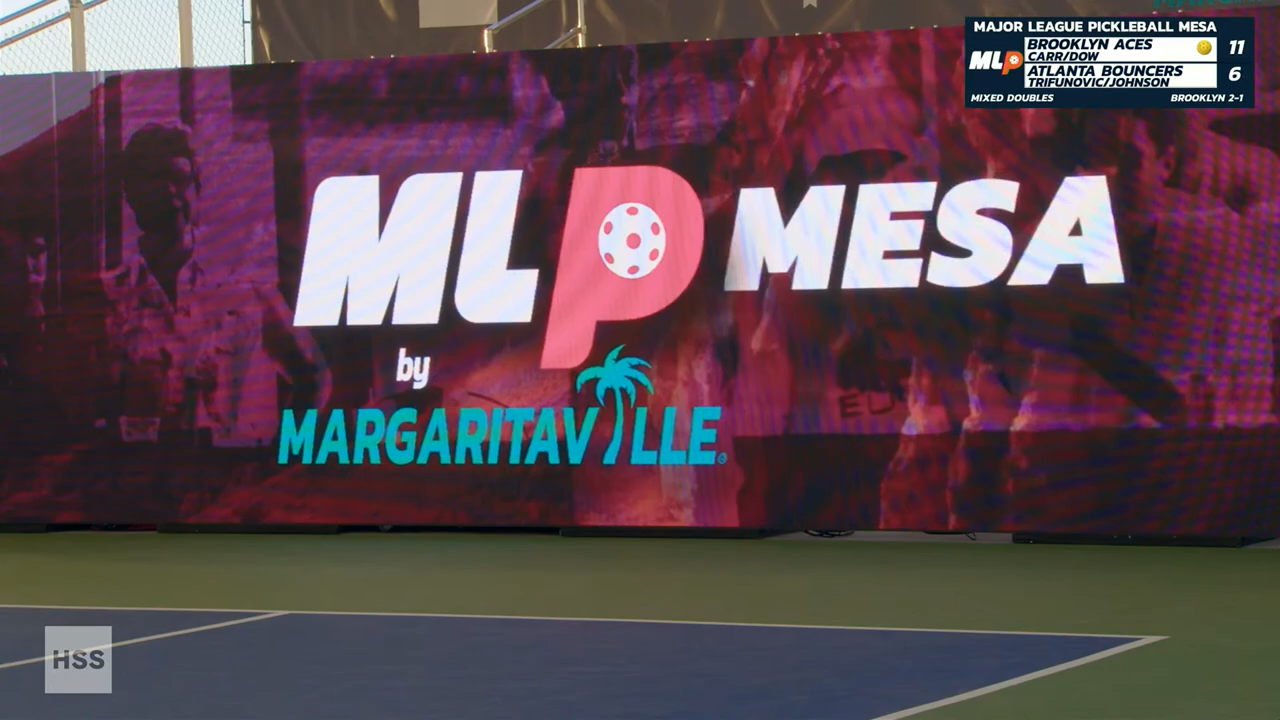 MAJOR LEAGUE PICKLEBALL MESA
MLP
BROOKLYN ACES 11
CARR/DOW
ATLANTA BOUNCERS 6
TRIFUNOVIC/JOHNSON
MIXED DOUBLES BROOKLYN 2-1
MLP MESA
by
MARGARITAVILLE
HSS